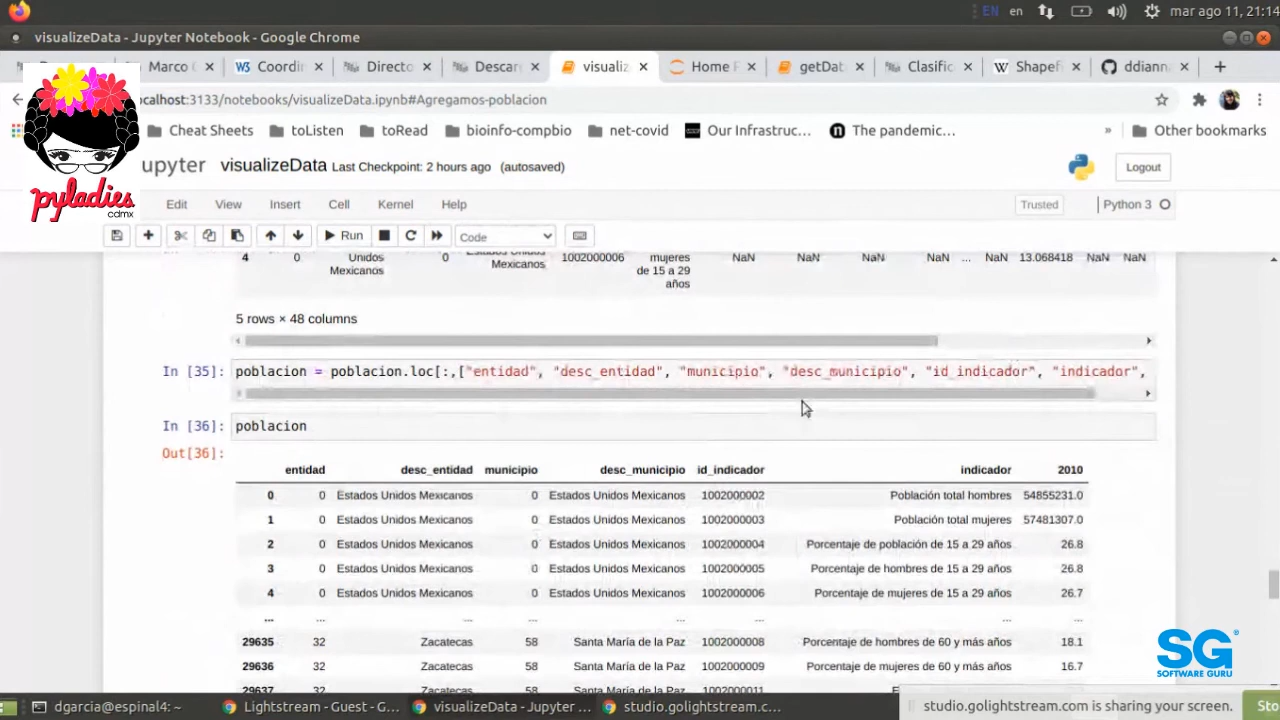 EN en mar ago 11, 21:14
visualizeData - Jupyter Notebook - Google Chrome
Marco Coordin Directo Descar visualiz Home P getDat Clasific Shapef ddiann
ocalhost:3133/notebooks/visualizeData.ipynb#Agregamos-poblacion
Cheat Sheets toListen toRead bioinfo-compbio net-covid Our Infrastruc... The pandemic... » Other bookmarks
upyter visualizeData Last Checkpoint: 2 hours ago (autosaved) Logout
pyladies
cdmx
Edit View Insert Cell Kernel Help Trusted Python 3
Run Code
4 0 Unidos Mexicanos 0 Estados Unidos Mexicanos 1002000006 mujeres de 15 a 29 años NaN NaN NaN NaN ... NaN 13.068418 NaN NaN
5 rows × 48 columns
In [35]: poblacion = poblacion.loc[:,["entidad", "desc_entidad", "municipio", "desc_municipio", "id_indicador", "indicador",
In [36]: poblacion
Out[36]:
entidad desc_entidad municipio desc_municipio id_indicador indicador 2010
0 0 Estados Unidos Mexicanos 0 Estados Unidos Mexicanos 1002000002 Población total hombres 54855231.0
1 0 Estados Unidos Mexicanos 0 Estados Unidos Mexicanos 1002000003 Población total mujeres 57481307.0
2 0 Estados Unidos Mexicanos 0 Estados Unidos Mexicanos 1002000004 Porcentaje de población de 15 a 29 años 26.8
3 0 Estados Unidos Mexicanos 0 Estados Unidos Mexicanos 1002000005 Porcentaje de hombres de 15 a 29 años 26.8
4 0 Estados Unidos Mexicanos 0 Estados Unidos Mexicanos 1002000006 Porcentaje de mujeres de 15 a 29 años 26.7
... ... ... ... ... ... ... ...
29635 32 Zacatecas 58 Santa María de la Paz 1002000008 Porcentaje de hombres de 60 y más años 18.1
29636 32 Zacatecas 58 Santa María de la Paz 1002000009 Porcentaje de mujeres de 60 y más años 16.7
29637 32 Zacatecas 58 Santa María de la Paz 1002000011
SG
SOFTWARE GURU
dgarcia@espinal4: ~ Lightstream - Guest - G... visualizeData - Jupyter ... studio.golightstream.c... studio.golightstream.com is sharing your screen. Sto